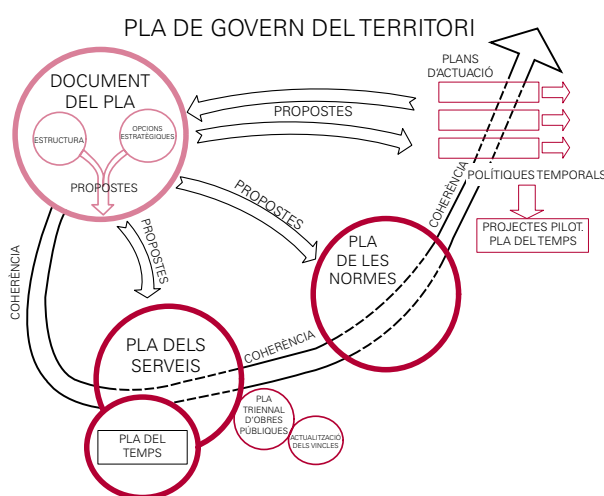 PLA DE GOVERN DEL TERRITORI
DOCUMENT
DEL PLA
ESTRUCTURA
OPCIONS
ESTRATÈGIQUES
PROPOSTES
PROPOSTES
PLANS
D'ACTUACIÓ
POLÍTIQUES TEMPORALS
PROJECTES PILOT.
PLA DEL TEMPS
PROPOSTES
PROPOSTES
COHERÈNCIA
COHERÈNCIA
COHERÈNCIA
PLA
DE LES
NORMES
PLA DELS
SERVEIS
PLA DEL
TEMPS
PLA
TRIENNAL
D'OBRES
PÚBLIQUES
ACTUALITZACIÓ
DELS VINCLES